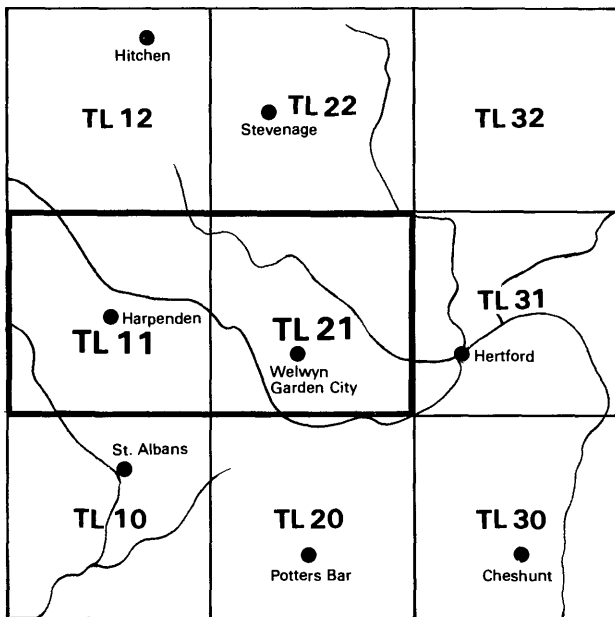 Hitchen
TL 12
TL 22
Stevenage
TL 32
Harpenden
TL 11
TL 21
Welwyn
Garden City
TL 31
Hertford
St. Albans
TL 10
TL 20
Potters Bar
TL 30
Cheshunt